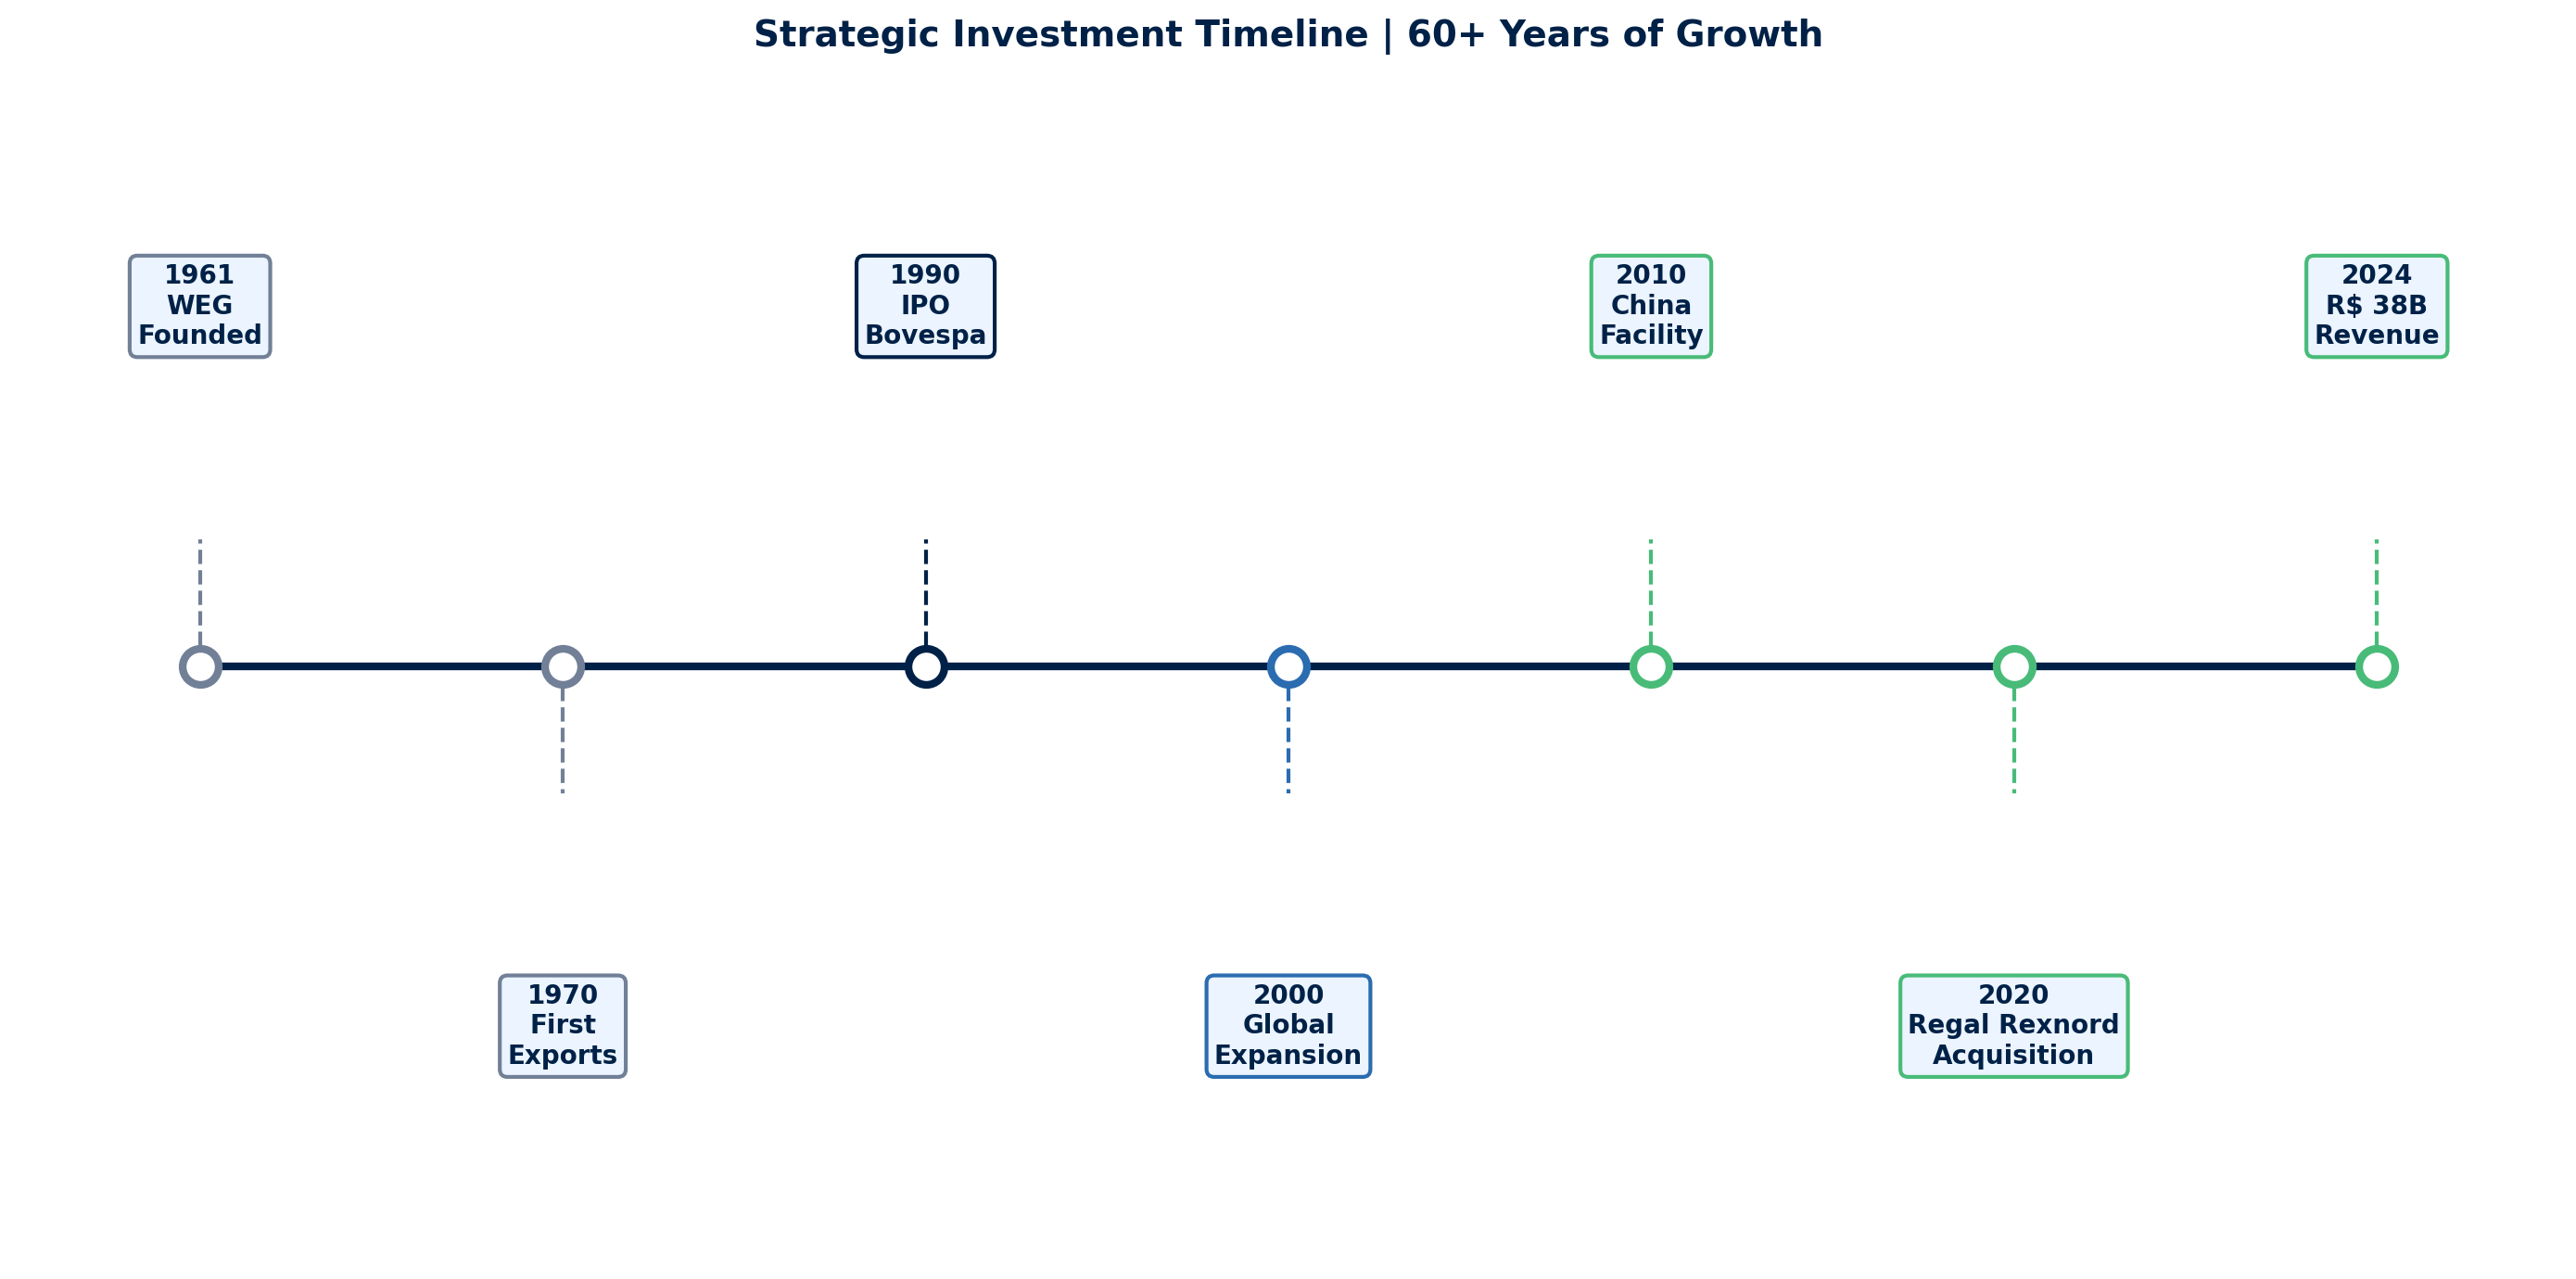 Strategic Investment Timeline | 60+ Years of Growth
1961
WEG
Founded
1990
IPO
Bovespa
2010
China
Facility
2024
R$ 38B
Revenue
1970
First
Exports
2000
Global
Expansion
2020
Regal Rexnord
Acquisition